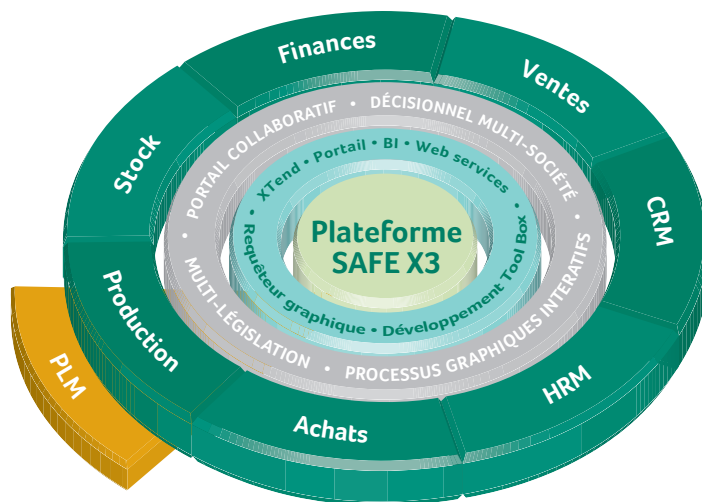 Finances
Ventes
CRM
HRM
Achats
Production
Stock
PLM
• PORTAIL COLLABORATIF • DÉCISIONNEL MULTI-SOCIÉTÉ •
MULTI-LÉGISLATION • PROCESSUS GRAPHIQUES INTERATIFS
• XTend • Portail • BI • Web services •
Requêteur graphique • Développement Tool Box
Plateforme
SAFE X3